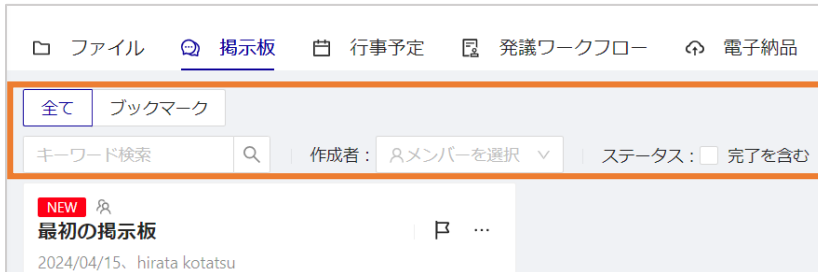 ファイル 掲示板 行事予定 発議ワークフロー 電子納品
全て ブックマーク
キーワード検索 作成者： メンバーを選択 ステータス： 完了を含む
NEW
最初の掲示板 …
2024/04/15、hirata kotatsu